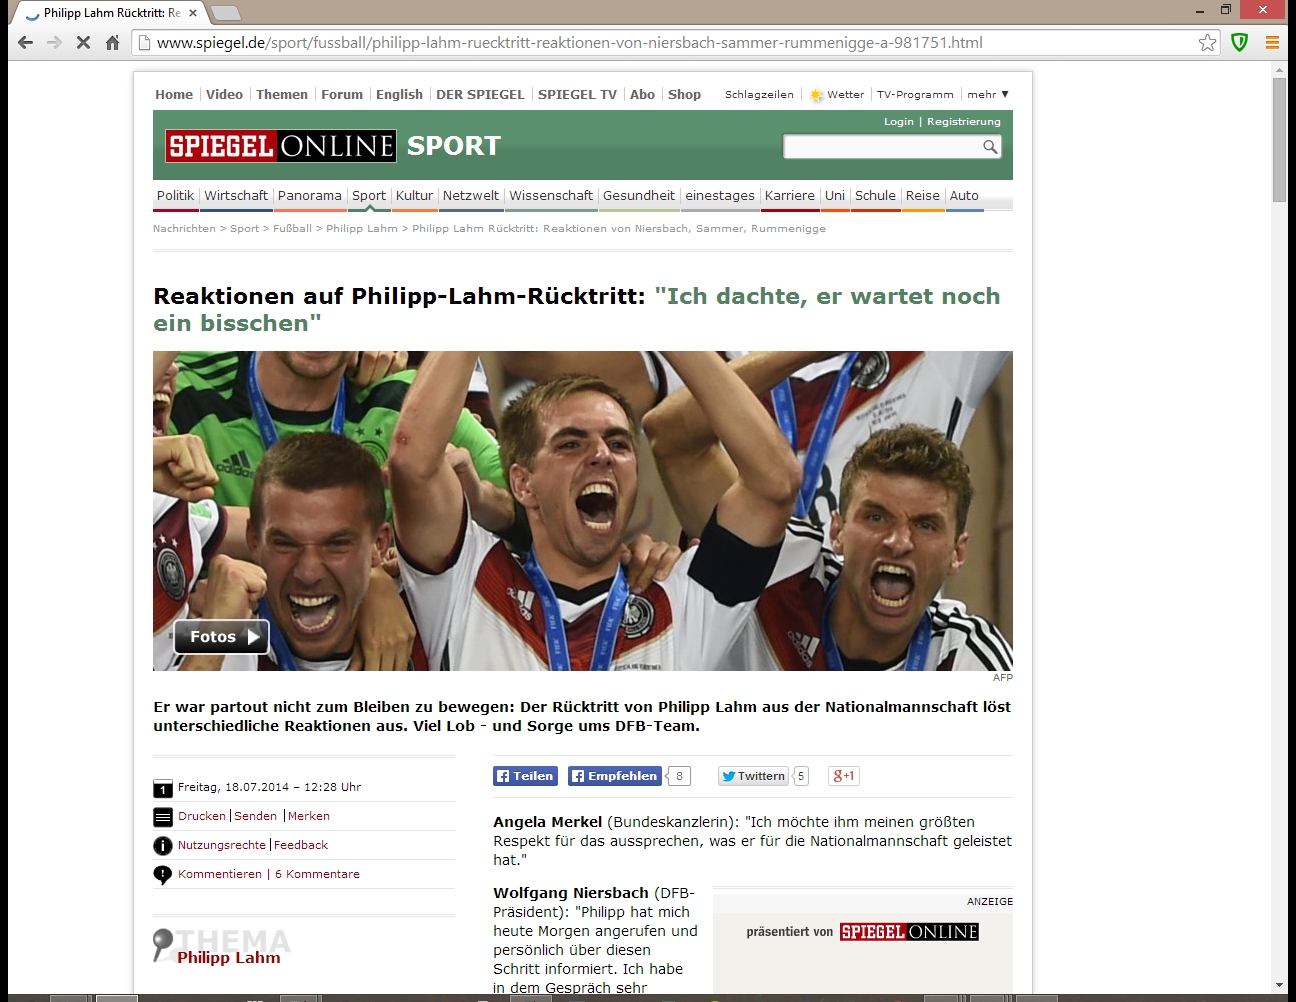 Philipp Lahm Rücktritt: Re
www.spiegel.de/sport/fussball/philipp-lahm-ruecktritt-reaktionen-von-niersbach-sammer-rummenigge-a-981751.html
Home Video Themen Forum English DER SPIEGEL SPIEGEL TV Abo Shop Schlagzeilen Wetter TV-Programm mehr ▼
Login | Registrierung
SPIEGEL ONLINE SPORT
Politik Wirtschaft Panorama Sport Kultur Netzwelt Wissenschaft Gesundheit einestages Karriere Uni Schule Reise Auto
Nachrichten > Sport > Fußball > Philipp Lahm > Philipp Lahm Rücktritt: Reaktionen von Niersbach, Sammer, Rummenigge
Reaktionen auf Philipp-Lahm-Rücktritt: "Ich dachte, er wartet noch
ein bisschen"
adidas
Fotos
AFP
Er war partout nicht zum Bleiben zu bewegen: Der Rücktritt von Philipp Lahm aus der Nationalmannschaft löst
unterschiedliche Reaktionen aus. Viel Lob - und Sorge ums DFB-Team.
1 Freitag, 18.07.2014 – 12:28 Uhr
Drucken | Senden | Merken
Nutzungsrechte | Feedback
Kommentieren | 6 Kommentare
THEMA
Philipp Lahm
Teilen Empfehlen 8 Twittern 5 g+1
Angela Merkel (Bundeskanzlerin): "Ich möchte ihm meinen größten
Respekt für das aussprechen, was er für die Nationalmannschaft geleistet
hat."
Wolfgang Niersbach (DFB-
Präsident): "Philipp hat mich
heute Morgen angerufen und
persönlich über diesen
Schritt informiert. Ich habe
in dem Gespräch sehr
ANZEIGE
präsentiert von SPIEGEL ONLINE